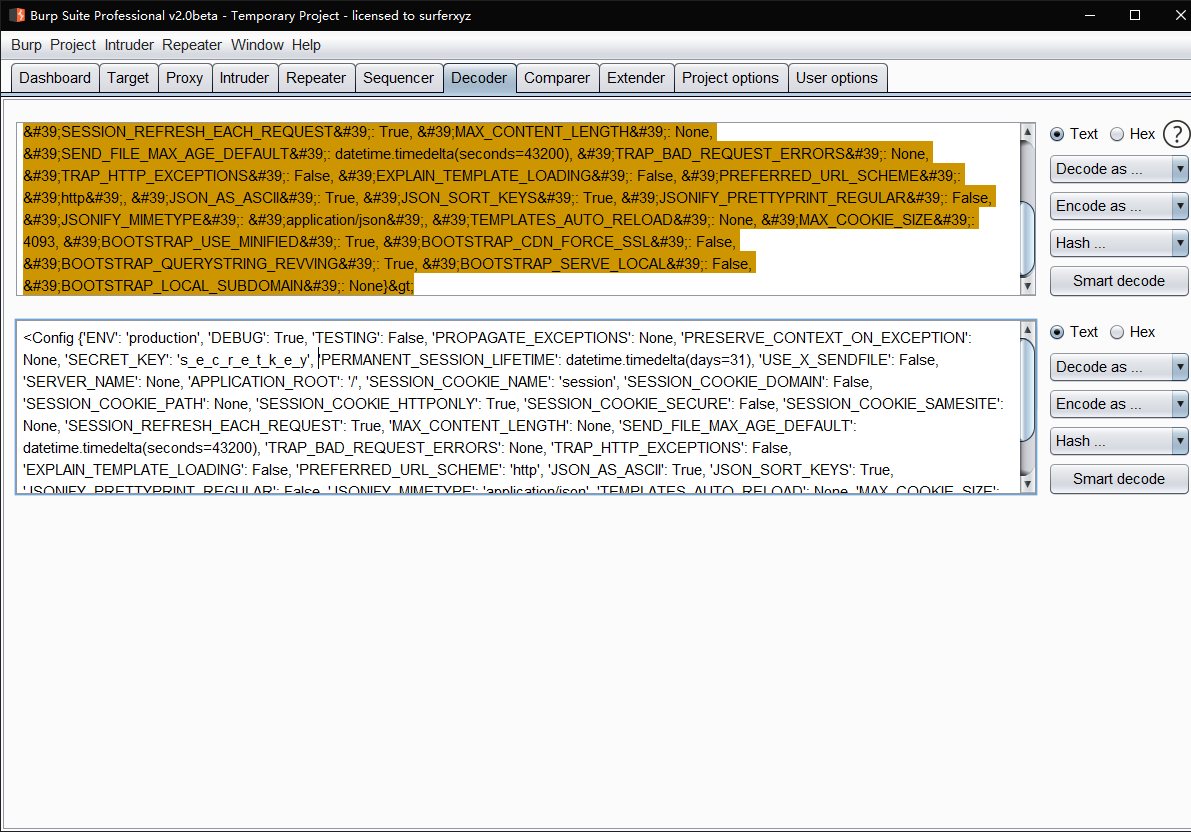 Burp Suite Professional v2.0beta - Temporary Project - licensed to surferxyz
Burp Project Intruder Repeater Window Help
Dashboard Target Proxy Intruder Repeater Sequencer Decoder Comparer Extender Project options User options
&#39;SESSION_REFRESH_EACH_REQUEST&#39;: True, &#39;MAX_CONTENT_LENGTH&#39;: None,
&#39;SEND_FILE_MAX_AGE_DEFAULT&#39;: datetime.timedelta(seconds=43200), &#39;TRAP_BAD_REQUEST_ERRORS&#39;: None,
&#39;TRAP_HTTP_EXCEPTIONS&#39;: False, &#39;EXPLAIN_TEMPLATE_LOADING&#39;: False, &#39;PREFERRED_URL_SCHEME&#39;:
&#39;http&#39;, &#39;JSON_AS_ASCII&#39;: True, &#39;JSON_SORT_KEYS&#39;: True, &#39;JSONIFY_PRETTYPRINT_REGULAR&#39;: False,
&#39;JSONIFY_MIMETYPE&#39;: &#39;application/json&#39;, &#39;TEMPLATES_AUTO_RELOAD&#39;: None, &#39;MAX_COOKIE_SIZE&#39;:
4093, &#39;BOOTSTRAP_USE_MINIFIED&#39;: True, &#39;BOOTSTRAP_CDN_FORCE_SSL&#39;: False,
&#39;BOOTSTRAP_QUERYSTRING_REVVING&#39;: True, &#39;BOOTSTRAP_SERVE_LOCAL&#39;: False,
&#39;BOOTSTRAP_LOCAL_SUBDOMAIN&#39;: None}&gt;
Text Hex ?
Decode as ...
Encode as ...
Hash ...
Smart decode
<Config {'ENV': 'production', 'DEBUG': True, 'TESTING': False, 'PROPAGATE_EXCEPTIONS': None, 'PRESERVE_CONTEXT_ON_EXCEPTION':
None, 'SECRET_KEY': 's_e_c_r_e_t_k_e_y', 'PERMANENT_SESSION_LIFETIME': datetime.timedelta(days=31), 'USE_X_SENDFILE': False,
'SERVER_NAME': None, 'APPLICATION_ROOT': '/', 'SESSION_COOKIE_NAME': 'session', 'SESSION_COOKIE_DOMAIN': False,
'SESSION_COOKIE_PATH': None, 'SESSION_COOKIE_HTTPONLY': True, 'SESSION_COOKIE_SECURE': False, 'SESSION_COOKIE_SAMESITE':
None, 'SESSION_REFRESH_EACH_REQUEST': True, 'MAX_CONTENT_LENGTH': None, 'SEND_FILE_MAX_AGE_DEFAULT':
datetime.timedelta(seconds=43200), 'TRAP_BAD_REQUEST_ERRORS': None, 'TRAP_HTTP_EXCEPTIONS': False,
'EXPLAIN_TEMPLATE_LOADING': False, 'PREFERRED_URL_SCHEME': 'http', 'JSON_AS_ASCII': True, 'JSON_SORT_KEYS': True,
'JSONIFY_PRETTYPRINT_REGULAR': False, 'JSONIFY_MIMETYPE': 'application/json', 'TEMPLATES_AUTO_RELOAD': None, 'MAX_COOKIE_SIZE':
Text Hex
Decode as ...
Encode as ...
Hash ...
Smart decode